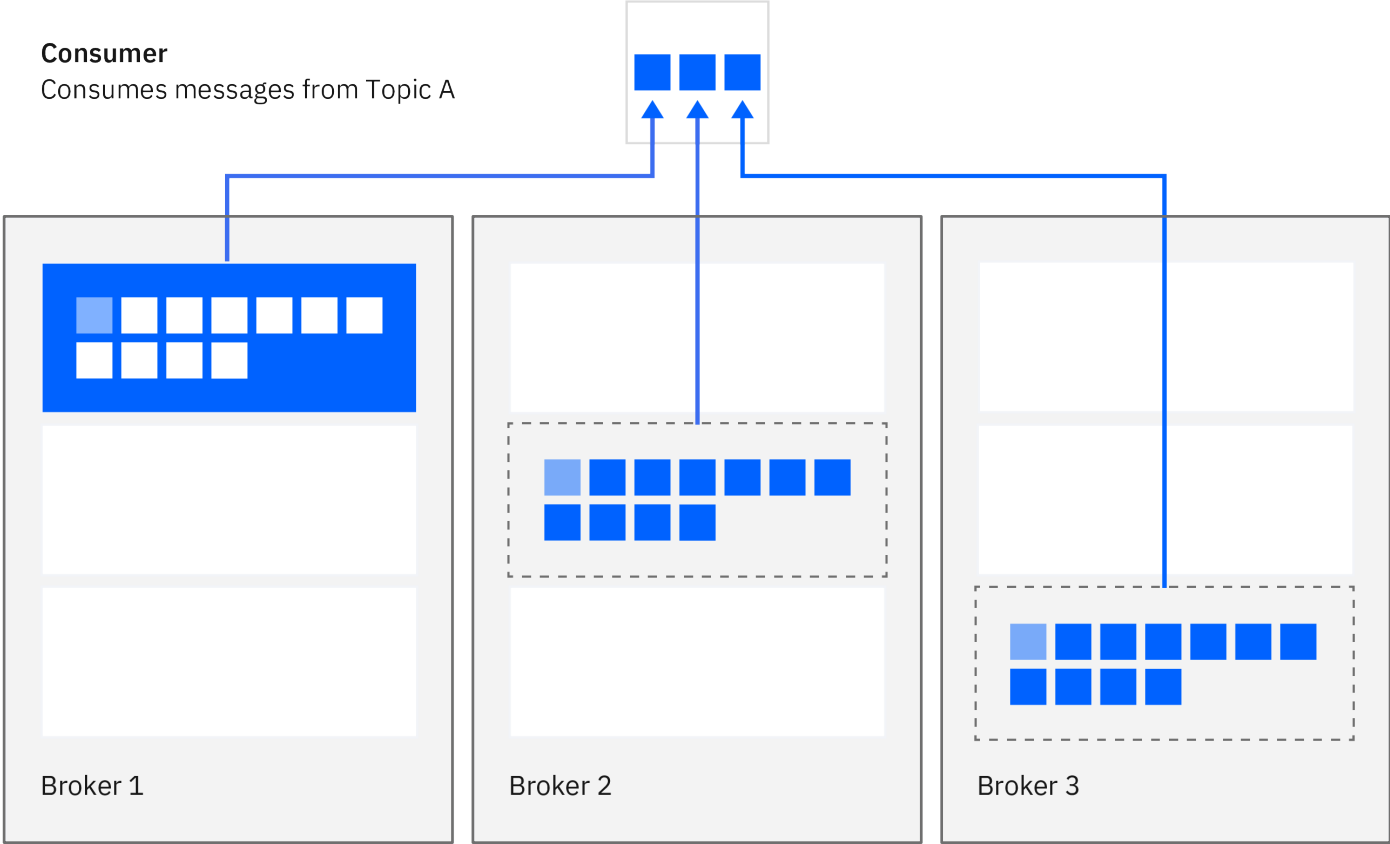 Consumer
Consumes messages from Topic A
Broker 1
Broker 2
Broker 3